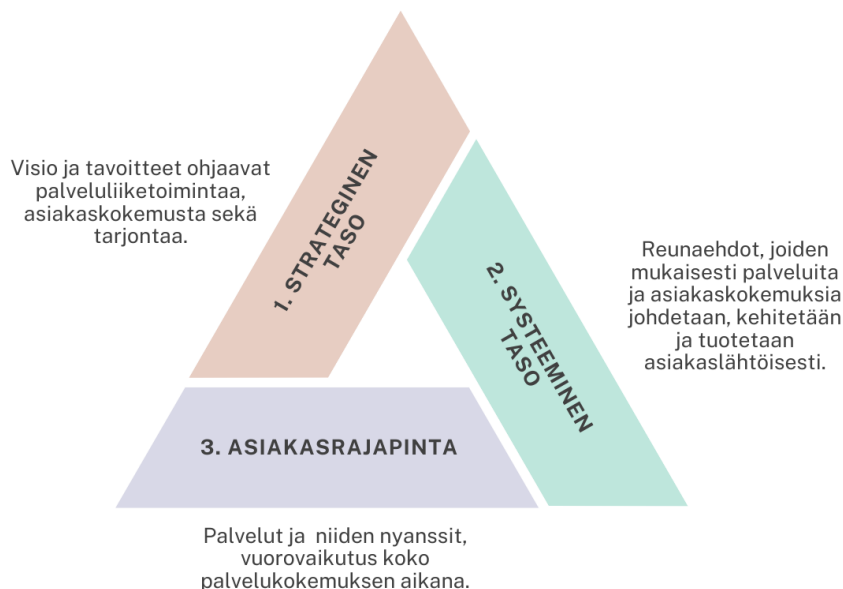 Visio ja tavoitteet ohjaavat
palveluliiketoimintaa,
asiakaskokemusta sekä
tarjontaa.
1. STRATEGINEN
TASO
2. SYSTEEMINEN
TASO
Reunaehdot, joiden
mukaisesti palveluita
ja asiakaskokemuksia
johdetaan, kehitetään
ja tuotetaan
asiakaslähtöisesti.
3. ASIAKASRAJAPINTA
Palvelut ja  niiden nyanssit,
vuorovaikutus koko
palvelukokemuksen aikana.